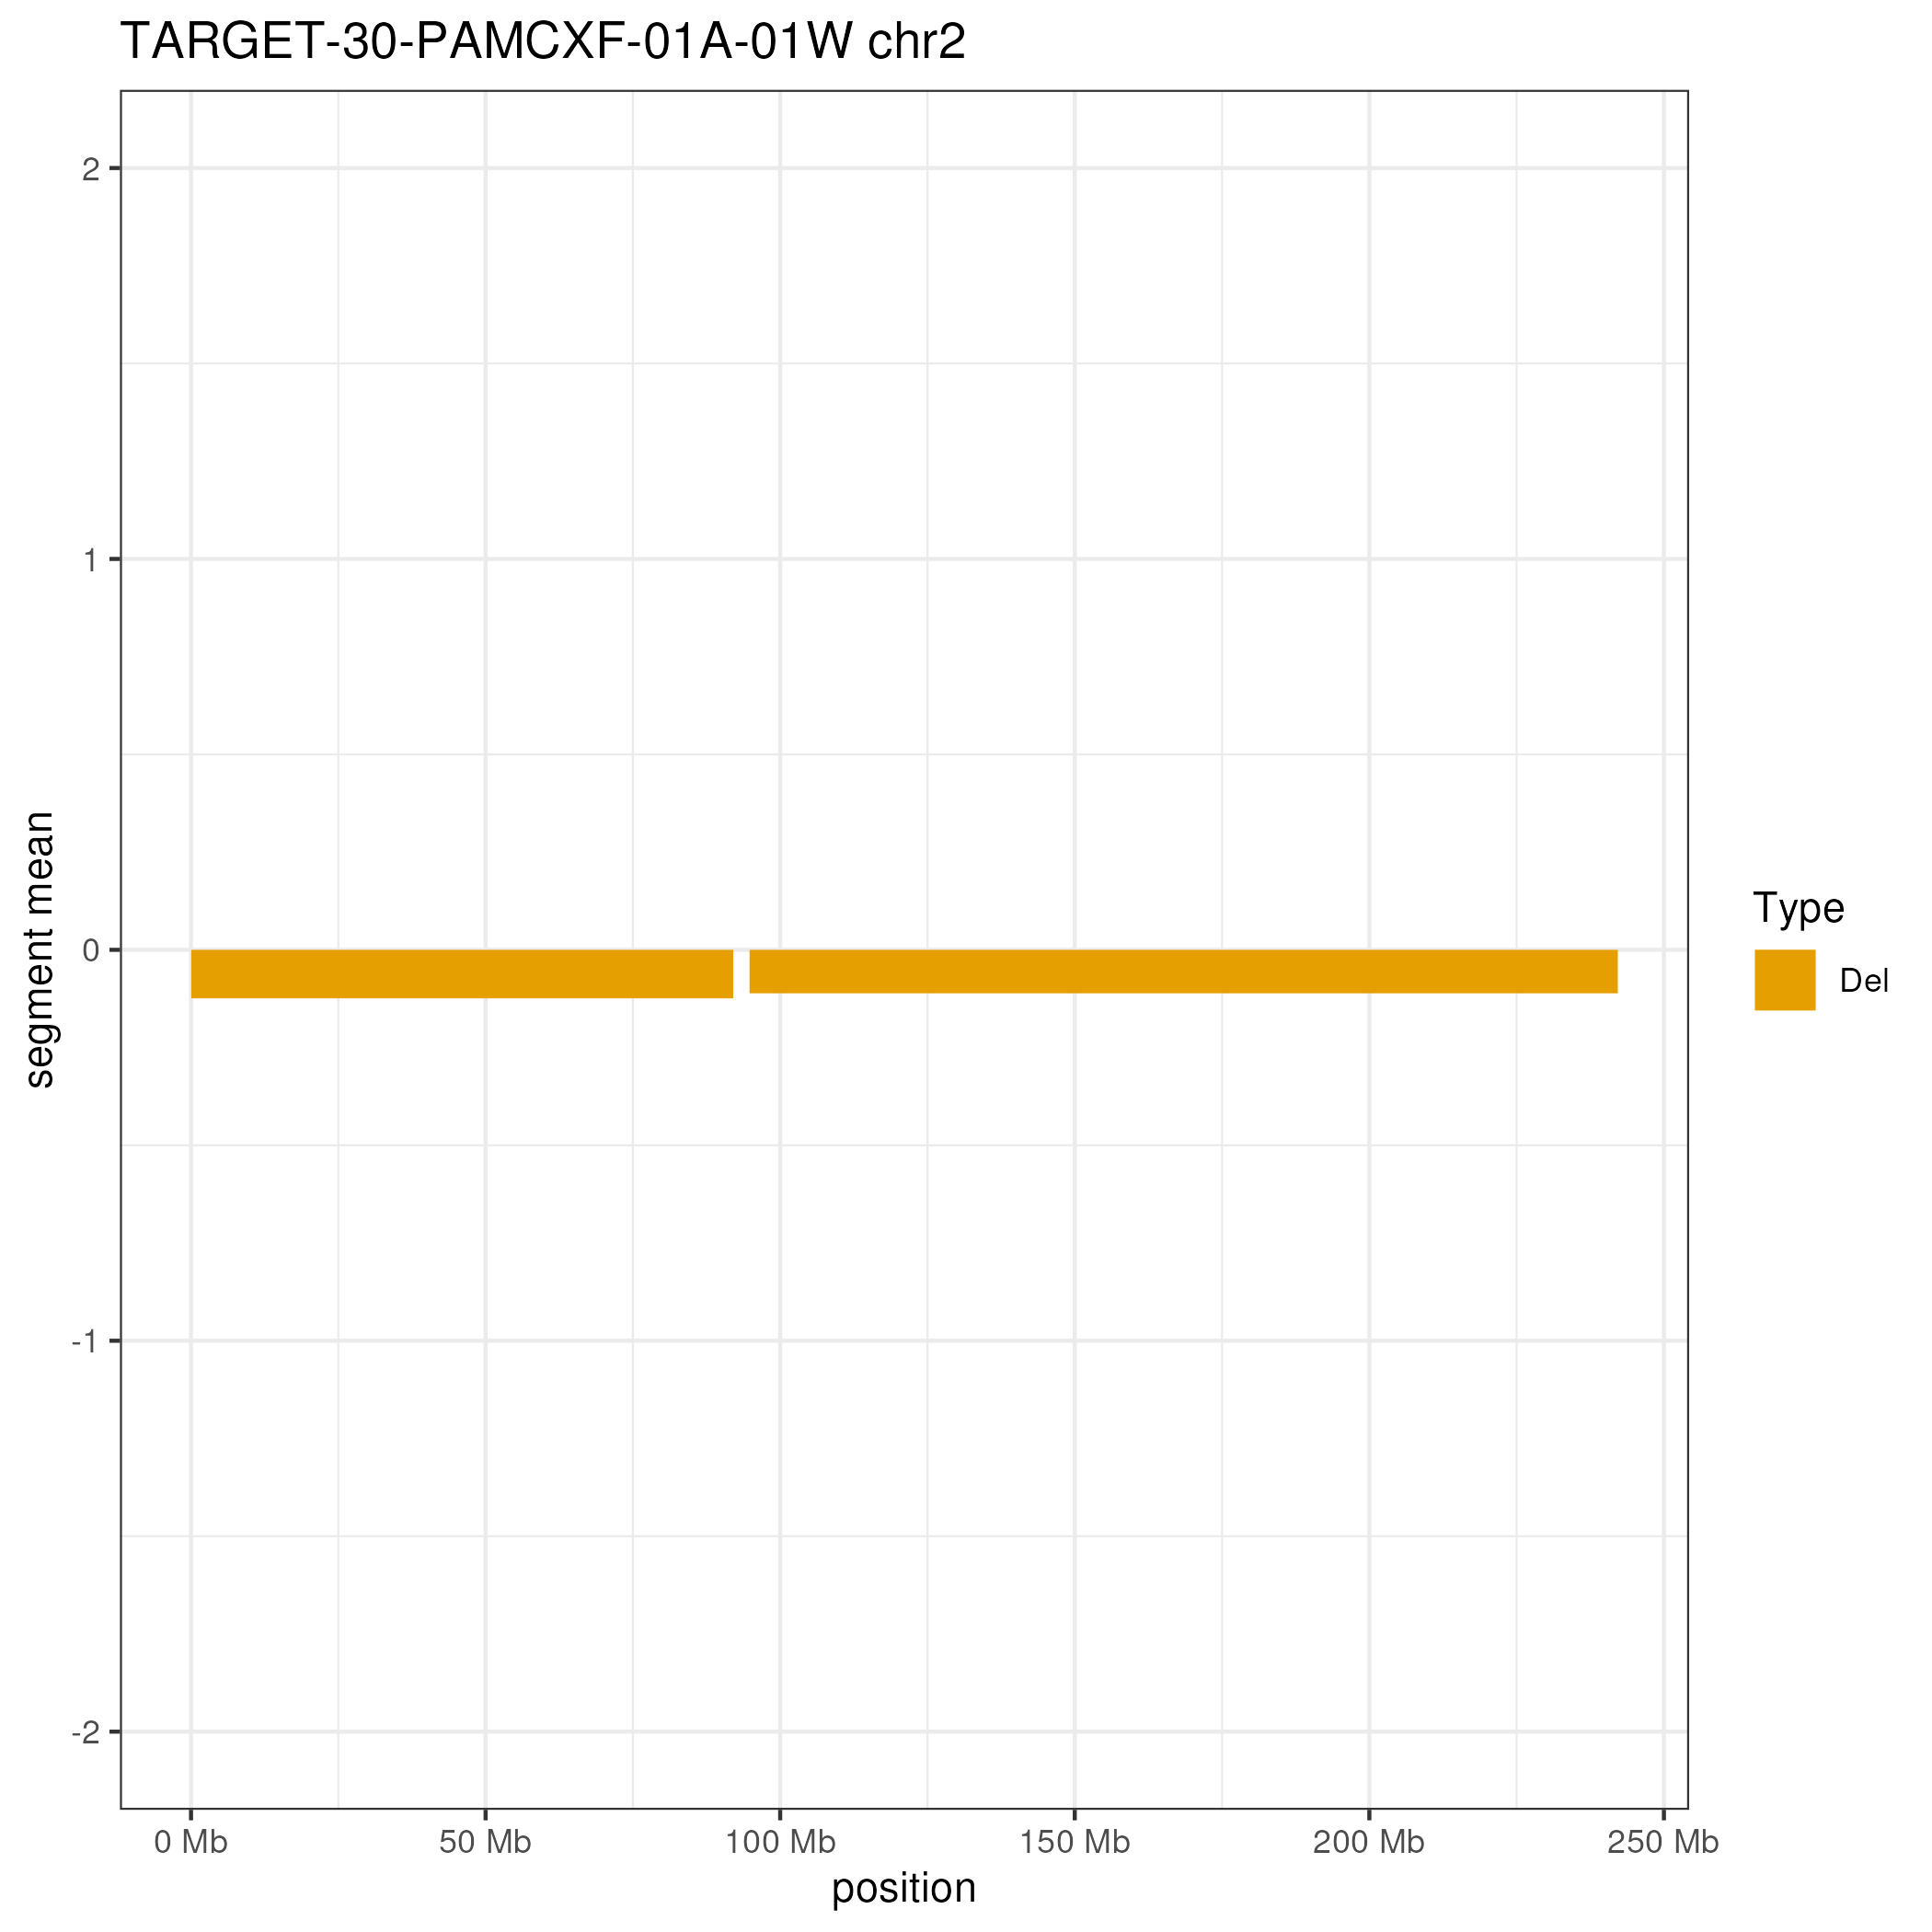 TARGET-30-PAMCXF-01A-01W chr2
2
1
0
-1
-2
segment mean
0 Mb
50 Mb
100 Mb
150 Mb
200 Mb
250 Mb
position
Type
Del